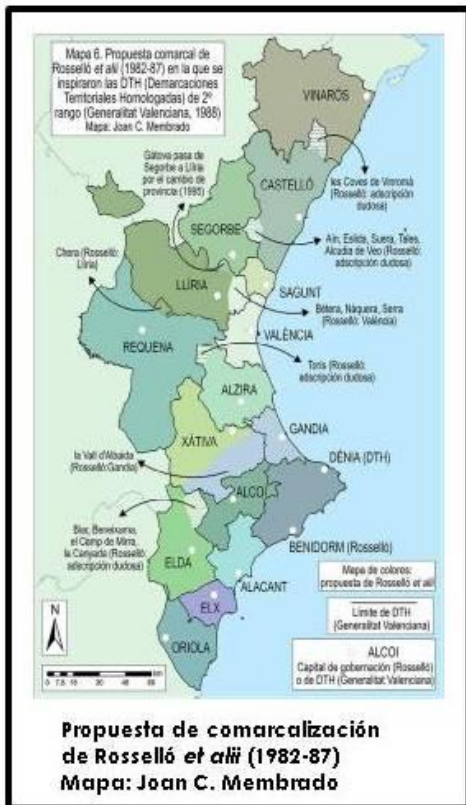 Mapa 6. Propuesta comarcal de
Rosselló et alii (1982-87) en la que se
inspiraron las DTH (Demarcaciones
Territoriales Homologadas) de 2º
rango (Generalitat Valenciana, 1988)
Mapa: Joan C. Membrado
VINARÒS
Gátova pasa de
Segorbe a Llíria
por el cambio de
provincia (1995)
CASTELLÓ
les Coves de Vinromà
(Rosselló: adscripción
dudosa)
SEGORBE
Aín, Eslida, Suera, Tales,
Alcudia de Veo (Rosselló:
adscripción dudosa)
Chera (Rosselló:
Llíria)
LLÍRIA
SAGUNT
Bétera, Nàquera, Serra
(Rosselló: València)
REQUENA
VALÈNCIA
Torís (Rosselló:
adscripción dudosa)
ALZIRA
XÀTIVA
GANDIA
la Vall d'Albaida
(Rosselló:Gandia)
DÉNIA (DTH)
ALCOI
Biar, Beneixama,
el Camp de Mirra,
la Canyada (Rosselló:
adscripción dudosa)
BENIDORM (Rosselló)
ELDA
ALACANT
Mapa de colores:
propuesta de Rosselló et alii
ELX
Límite de DTH
(Generalitat Valenciana)
N
ORIOLA
ALCOI
Capital de gobernación (Rosselló)
o de DTH (Generalitat Valenciana)
km
Propuesta de comarcalización
de Rosselló et alii (1982-87)
Mapa: Joan C. Membrado